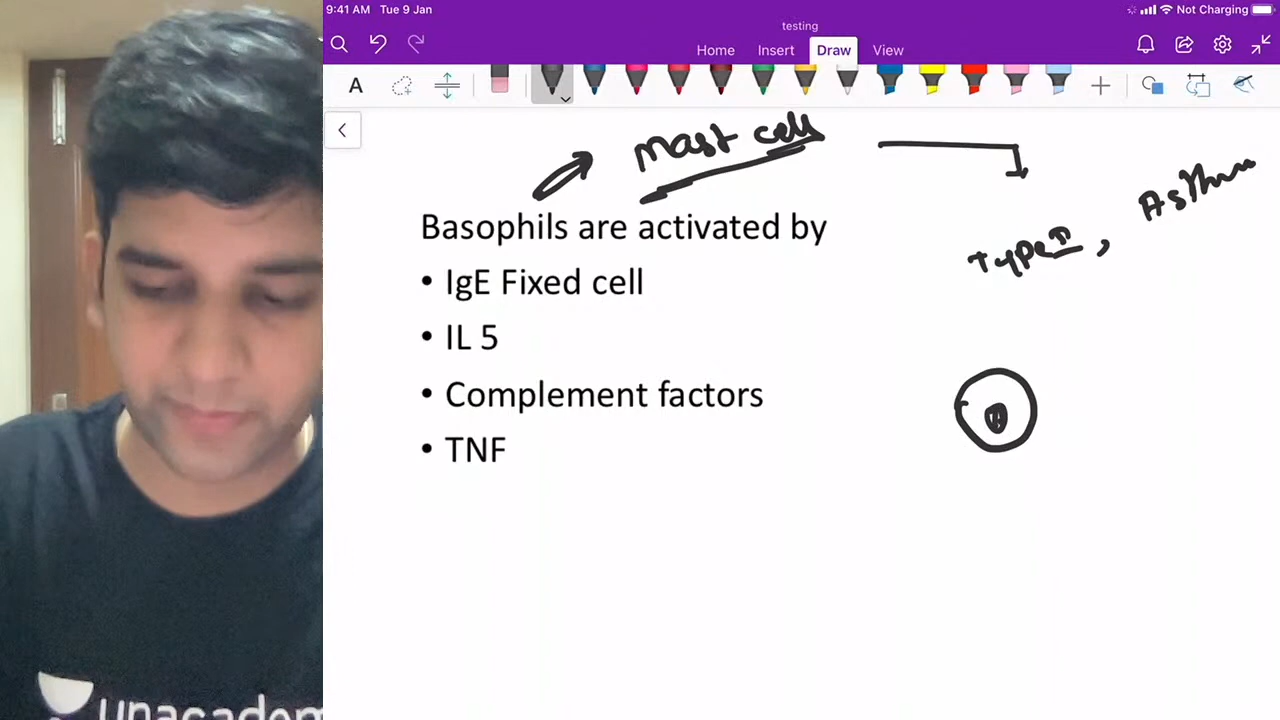 9:41 AM Tue 9 Jan
Not Charging
testing
Home Insert Draw View
A
Mast cells
Asthma
Type I,
Basophils are activated by
• IgE Fixed cell
• IL 5
• Complement factors
• TNF
unacadem